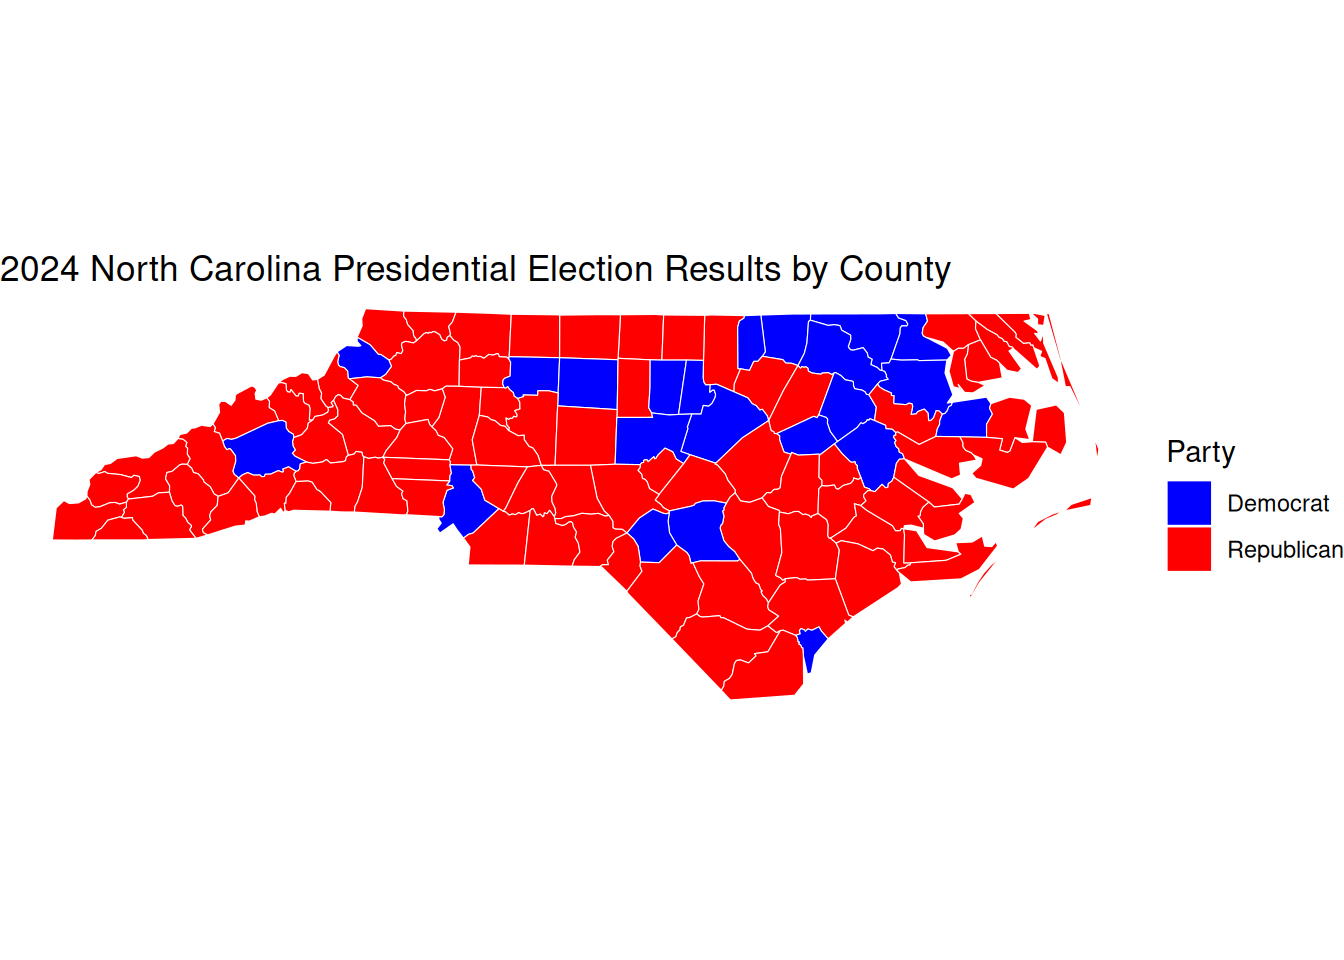 2024 North Carolina Presidential Election Results by County
Party
Democrat
Republican